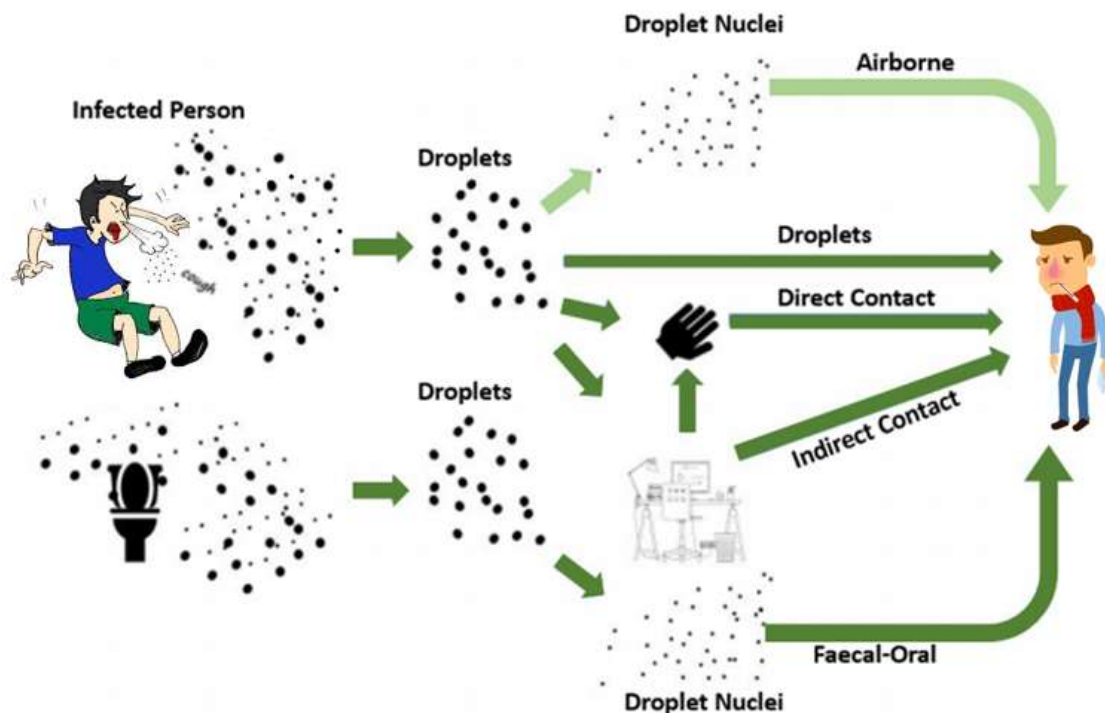 Droplet Nuclei
Airborne
Infected Person
Droplets
Droplets
cough
Direct Contact
Droplets
Indirect Contact
Faecal-Oral
Droplet Nuclei